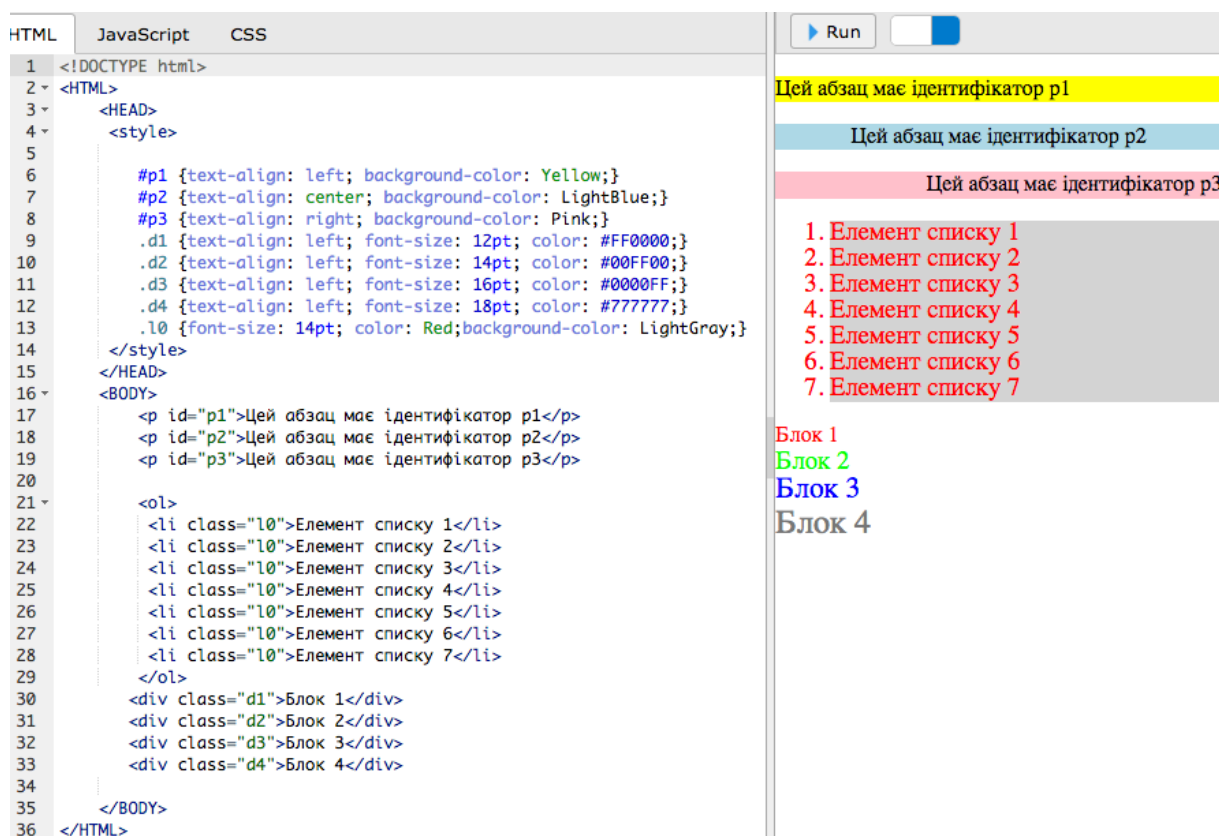 HTML JavaScript CSS Run
1 <!DOCTYPE html>
2 <HTML>
3 <HEAD>
4 <style>
5
6 #p1 {text-align: left; background-color: Yellow;}
7 #p2 {text-align: center; background-color: LightBlue;}
8 #p3 {text-align: right; background-color: Pink;}
9 .d1 {text-align: left; font-size: 12pt; color: #FF0000;}
10 .d2 {text-align: left; font-size: 14pt; color: #00FF00;}
11 .d3 {text-align: left; font-size: 16pt; color: #0000FF;}
12 .d4 {text-align: left; font-size: 18pt; color: #777777;}
13 .l0 {font-size: 14pt; color: Red;background-color: LightGray;}
14 </style>
15 </HEAD>
16 <BODY>
17 <p id="p1">Цей абзац має ідентифікатор p1</p>
18 <p id="p2">Цей абзац має ідентифікатор p2</p>
19 <p id="p3">Цей абзац має ідентифікатор p3</p>
20
21 <ol>
22 <li class="l0">Елемент списку 1</li>
23 <li class="l0">Елемент списку 2</li>
24 <li class="l0">Елемент списку 3</li>
25 <li class="l0">Елемент списку 4</li>
26 <li class="l0">Елемент списку 5</li>
27 <li class="l0">Елемент списку 6</li>
28 <li class="l0">Елемент списку 7</li>
29 </ol>
30 <div class="d1">Блок 1</div>
31 <div class="d2">Блок 2</div>
32 <div class="d3">Блок 3</div>
33 <div class="d4">Блок 4</div>
34
35 </BODY>
36 </HTML>
Цей абзац має ідентифікатор p1
Цей абзац має ідентифікатор p2
Цей абзац має ідентифікатор p3
1. Елемент списку 1
2. Елемент списку 2
3. Елемент списку 3
4. Елемент списку 4
5. Елемент списку 5
6. Елемент списку 6
7. Елемент списку 7
Блок 1
Блок 2
Блок 3
Блок 4